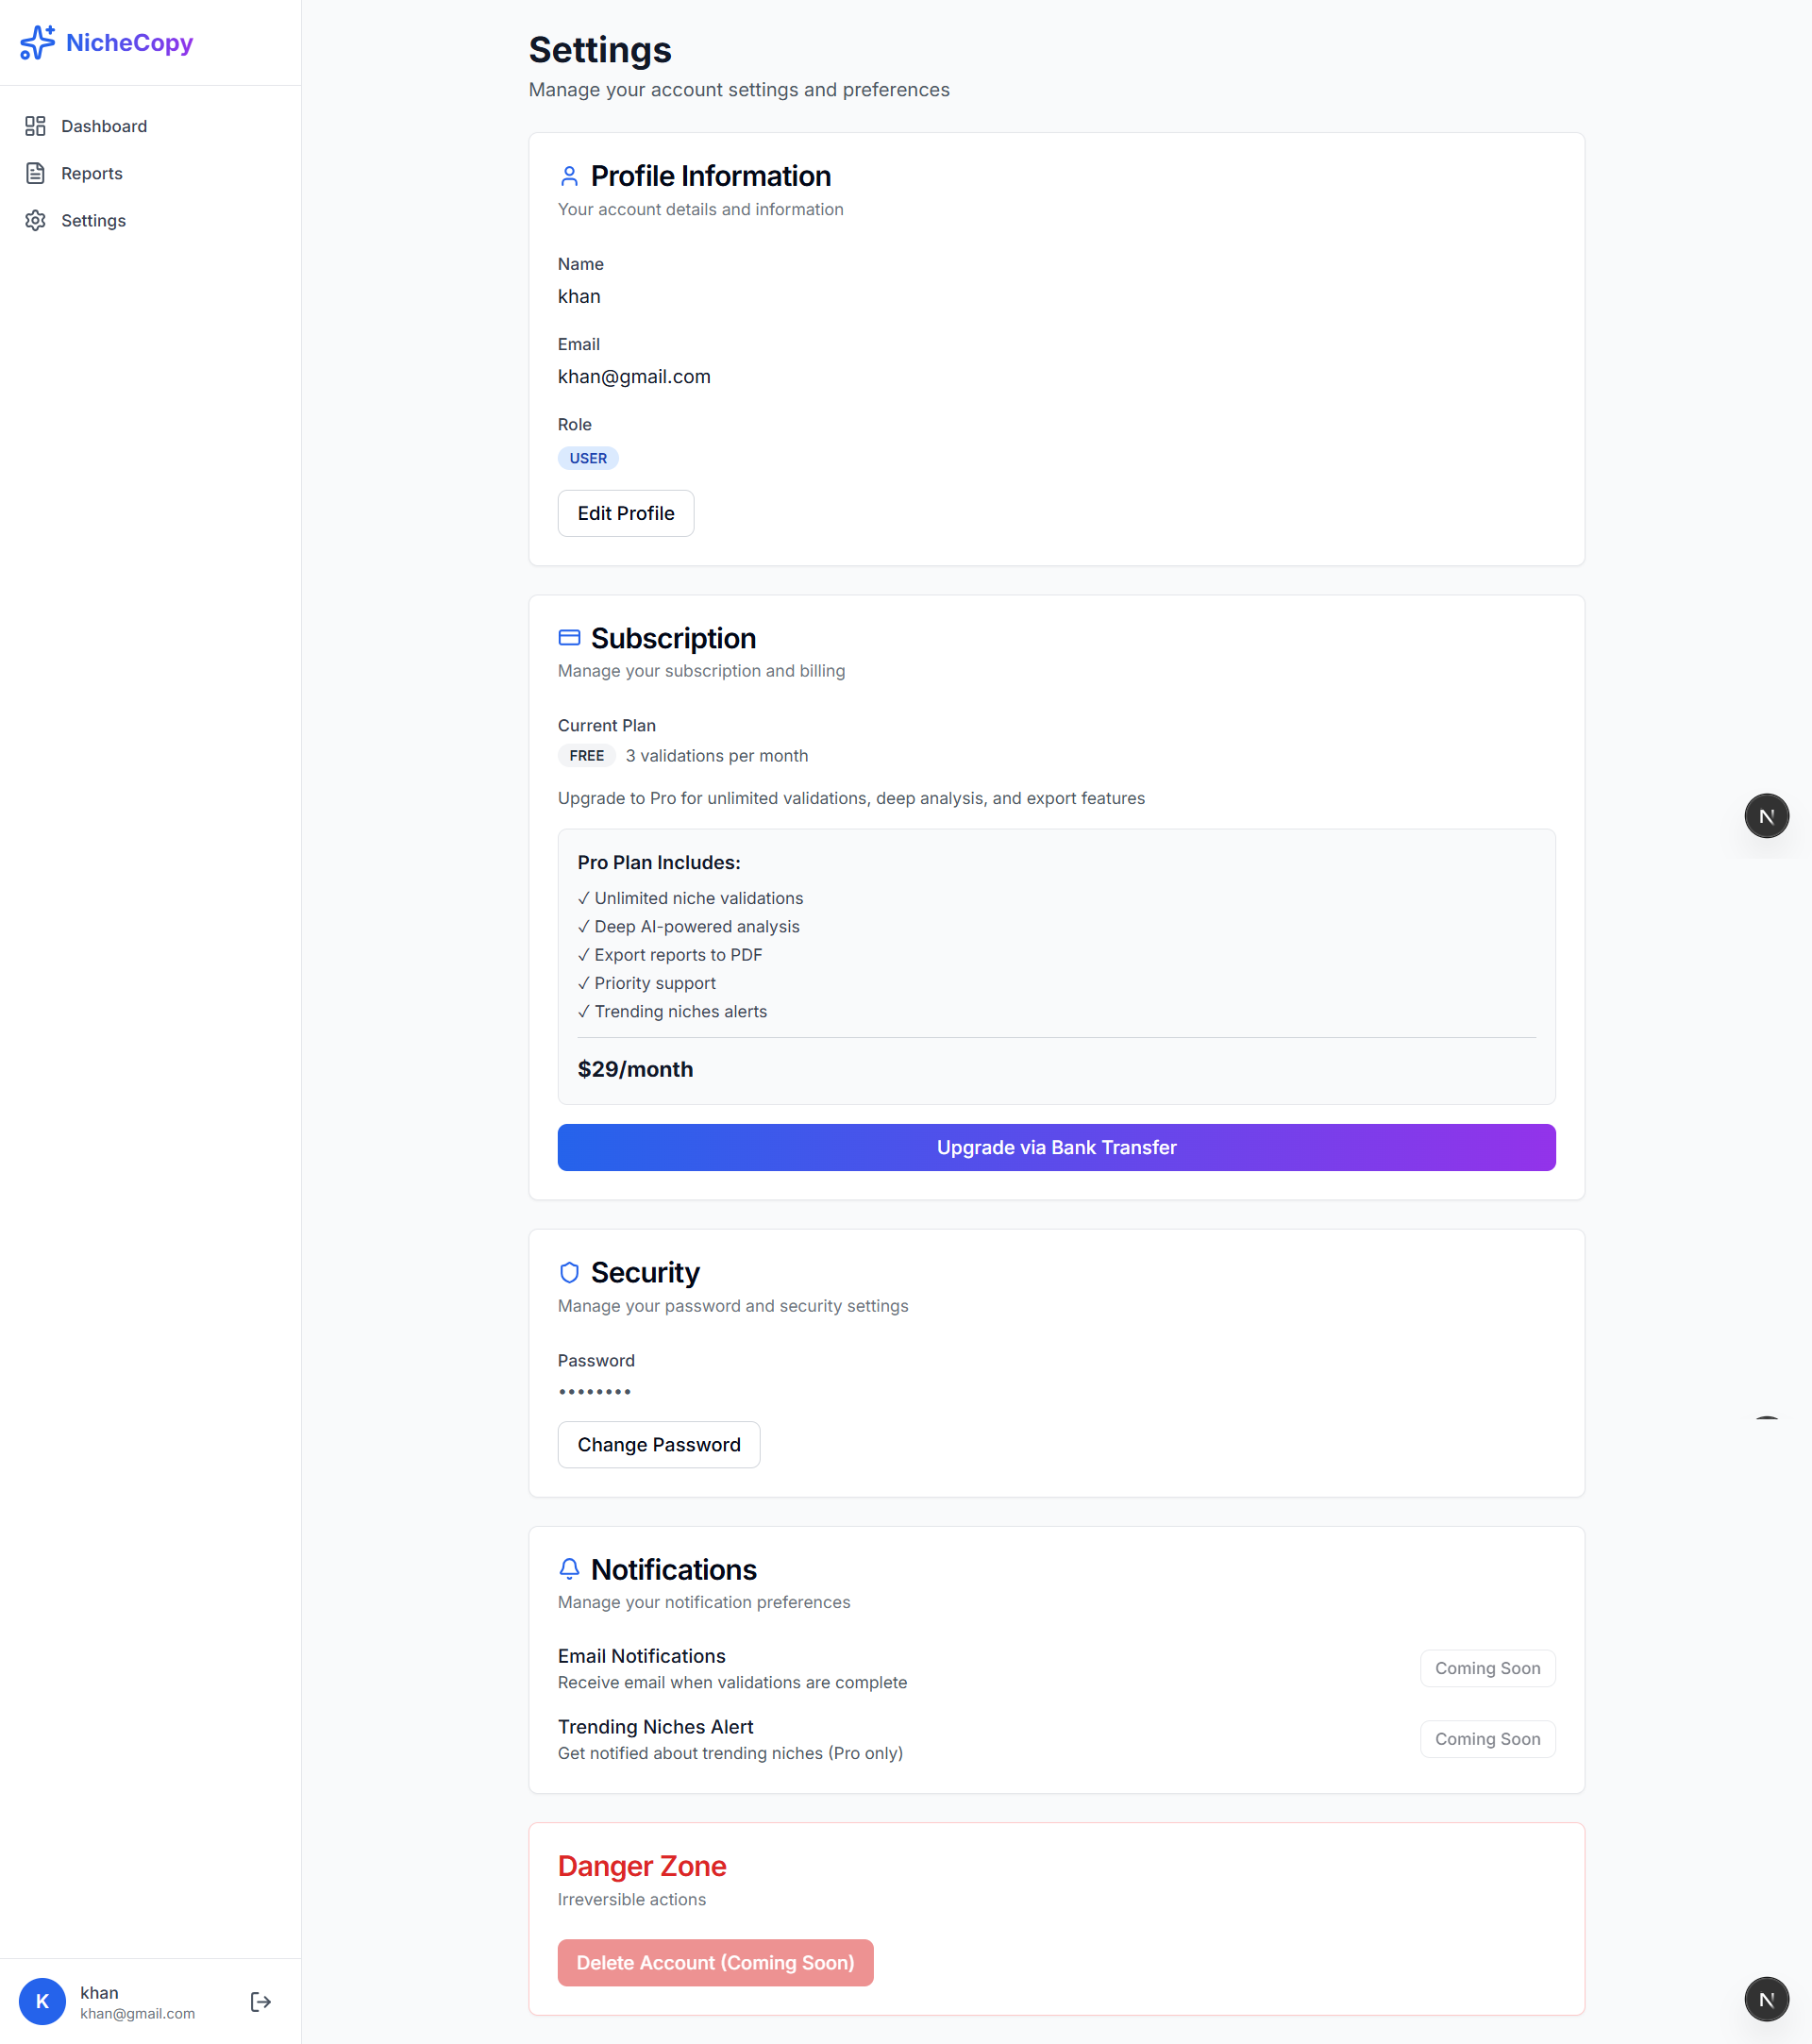 NicheCopy
Dashboard
Reports
Settings
Settings
Manage your account settings and preferences
Profile Information
Your account details and information
Name
khan
Email
khan@gmail.com
Role
USER
Edit Profile
Subscription
Manage your subscription and billing
Current Plan
FREE 3 validations per month
Upgrade to Pro for unlimited validations, deep analysis, and export features
Pro Plan Includes:
✓ Unlimited niche validations
✓ Deep AI-powered analysis
✓ Export reports to PDF
✓ Priority support
✓ Trending niches alerts
$29/month
Upgrade via Bank Transfer
Security
Manage your password and security settings
Password
••••••••
Change Password
Notifications
Manage your notification preferences
Email Notifications
Receive email when validations are complete
Coming Soon
Trending Niches Alert
Get notified about trending niches (Pro only)
Coming Soon
Danger Zone
Irreversible actions
Delete Account (Coming Soon)
K
khan
khan@gmail.com
N
N